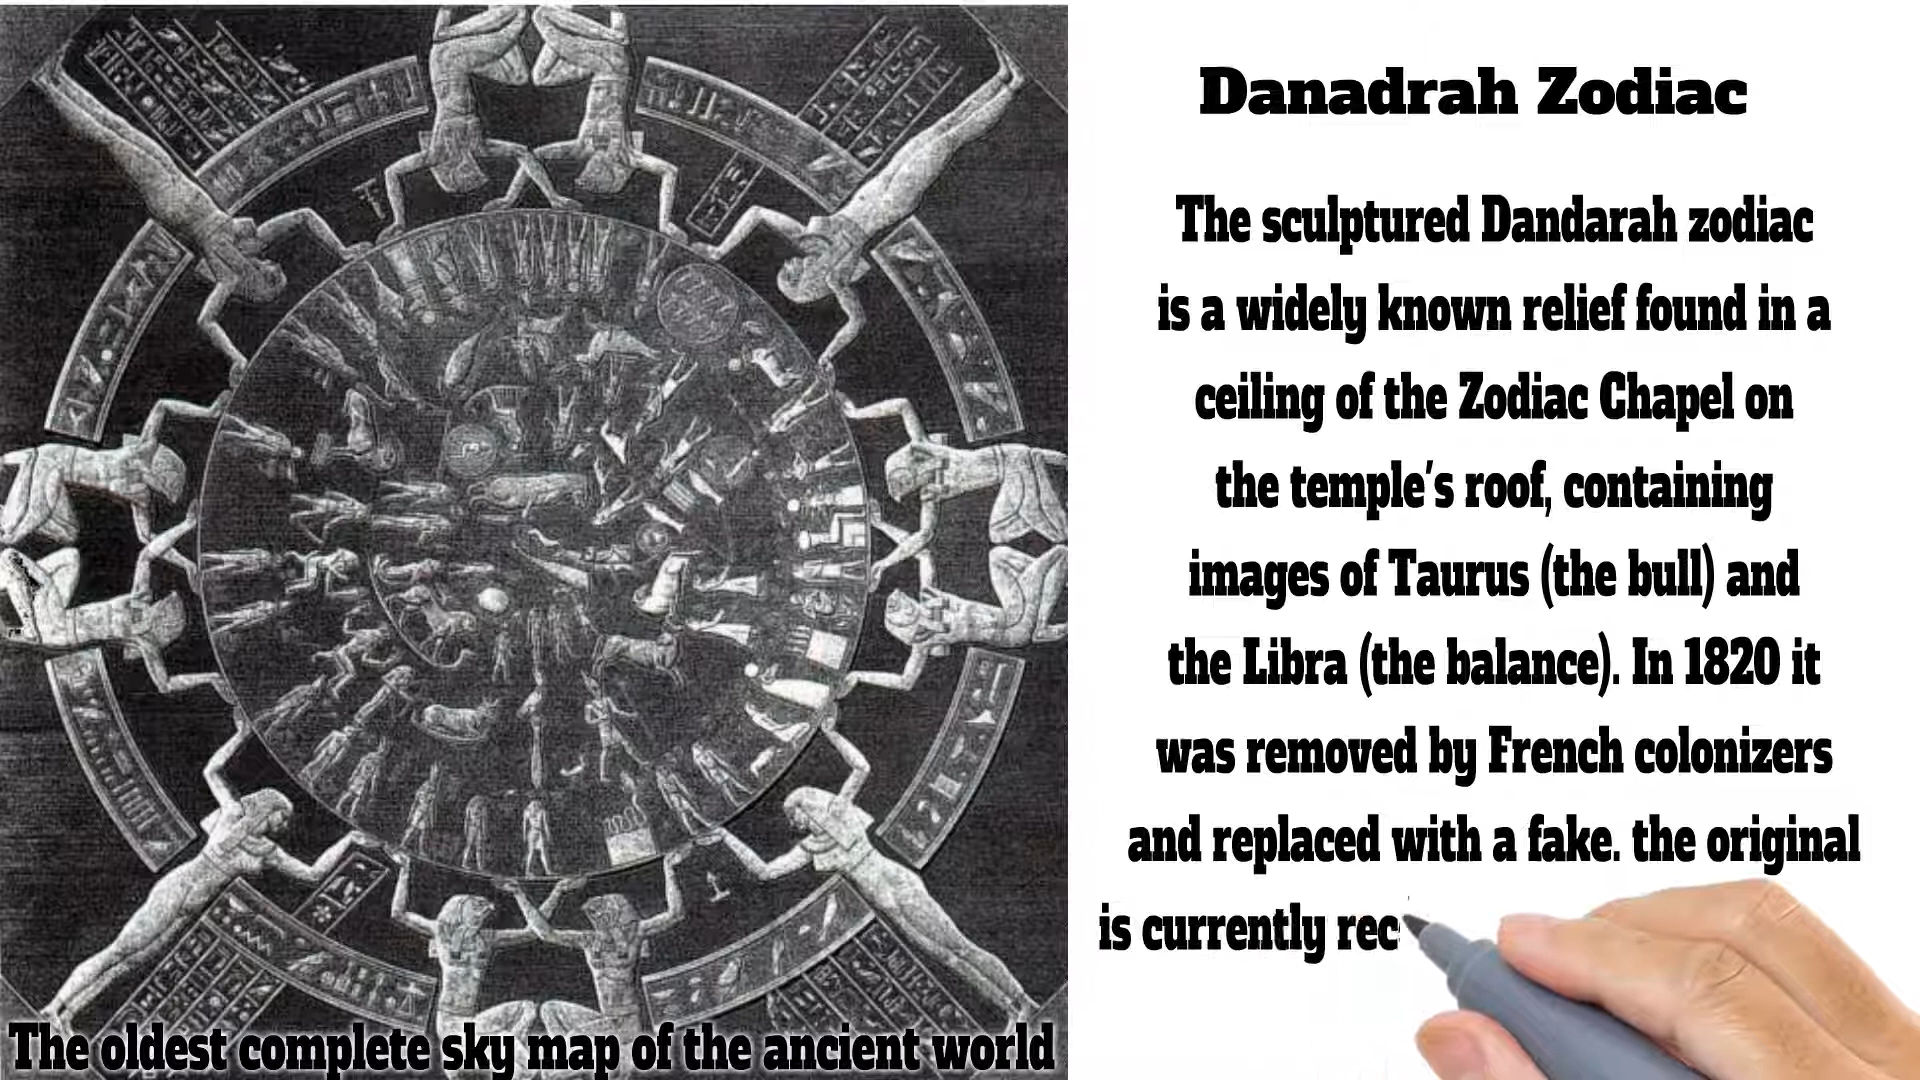 Danadrah Zodiac
The sculptured Dandarah zodiac
is a widely known relief found in a
ceiling of the Zodiac Chapel on
the temple's roof, containing
images of Taurus (the bull) and
the Libra (the balance). In 1820 it
was removed by French colonizers
and replaced with a fake. the original
is currently rec
The oldest complete sky map of the ancient world